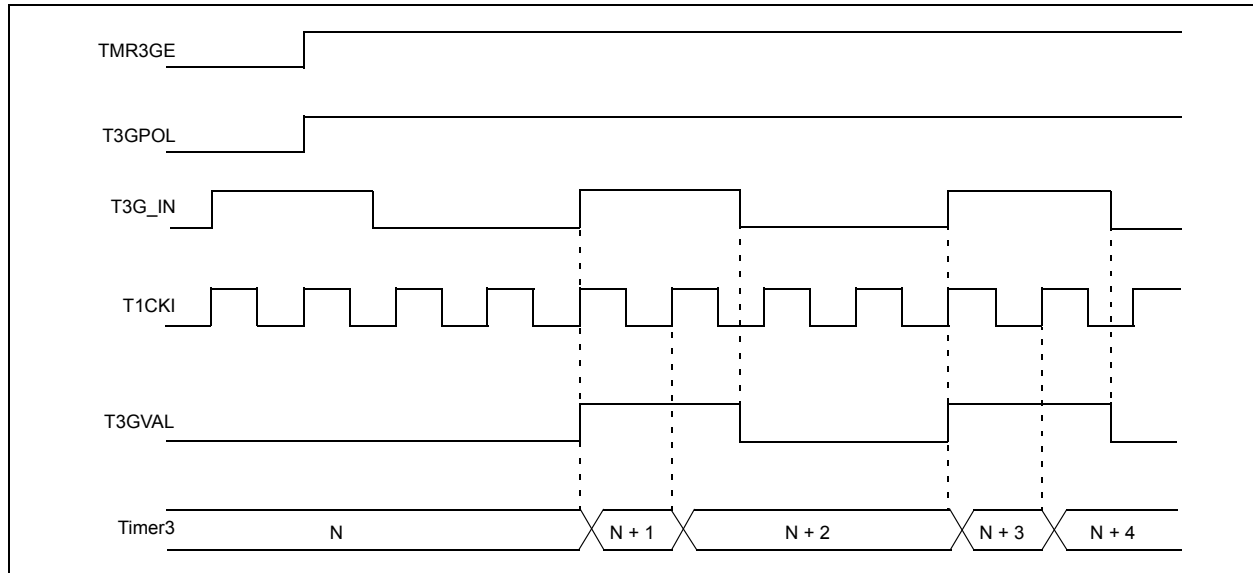 TMR3GE
T3GPOL
T3G_IN
T1CKI
T3GVAL
Timer3 N N + 1 N + 2 N + 3 N + 4